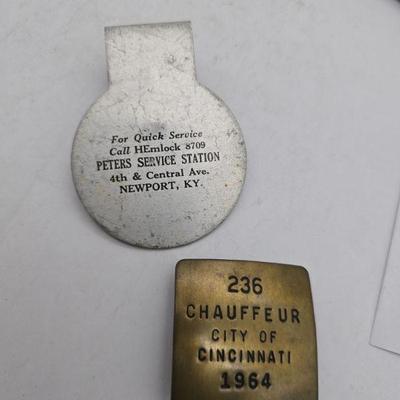 For Quick Service
Call HEmlock 8709
PETERS SERVICE STATION
4th & Central Ave.
NEWPORT, KY.
236
CHAUFFEUR
CITY OF
CINCINNATI
1964